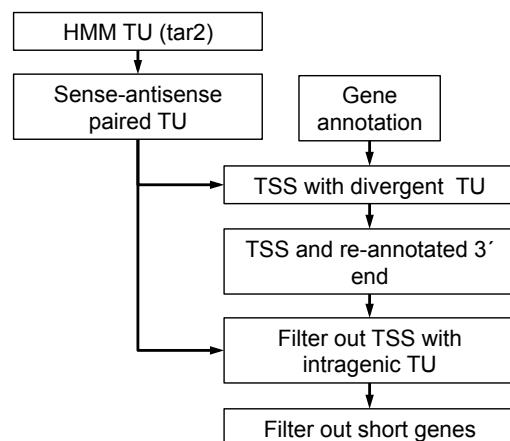 HMM TU (tar2)
Sense-antisense
paired TU
Gene
annotation
TSS with divergent TU
TSS and re-annotated 3´
end
Filter out TSS with
intragenic TU
Filter out short genes